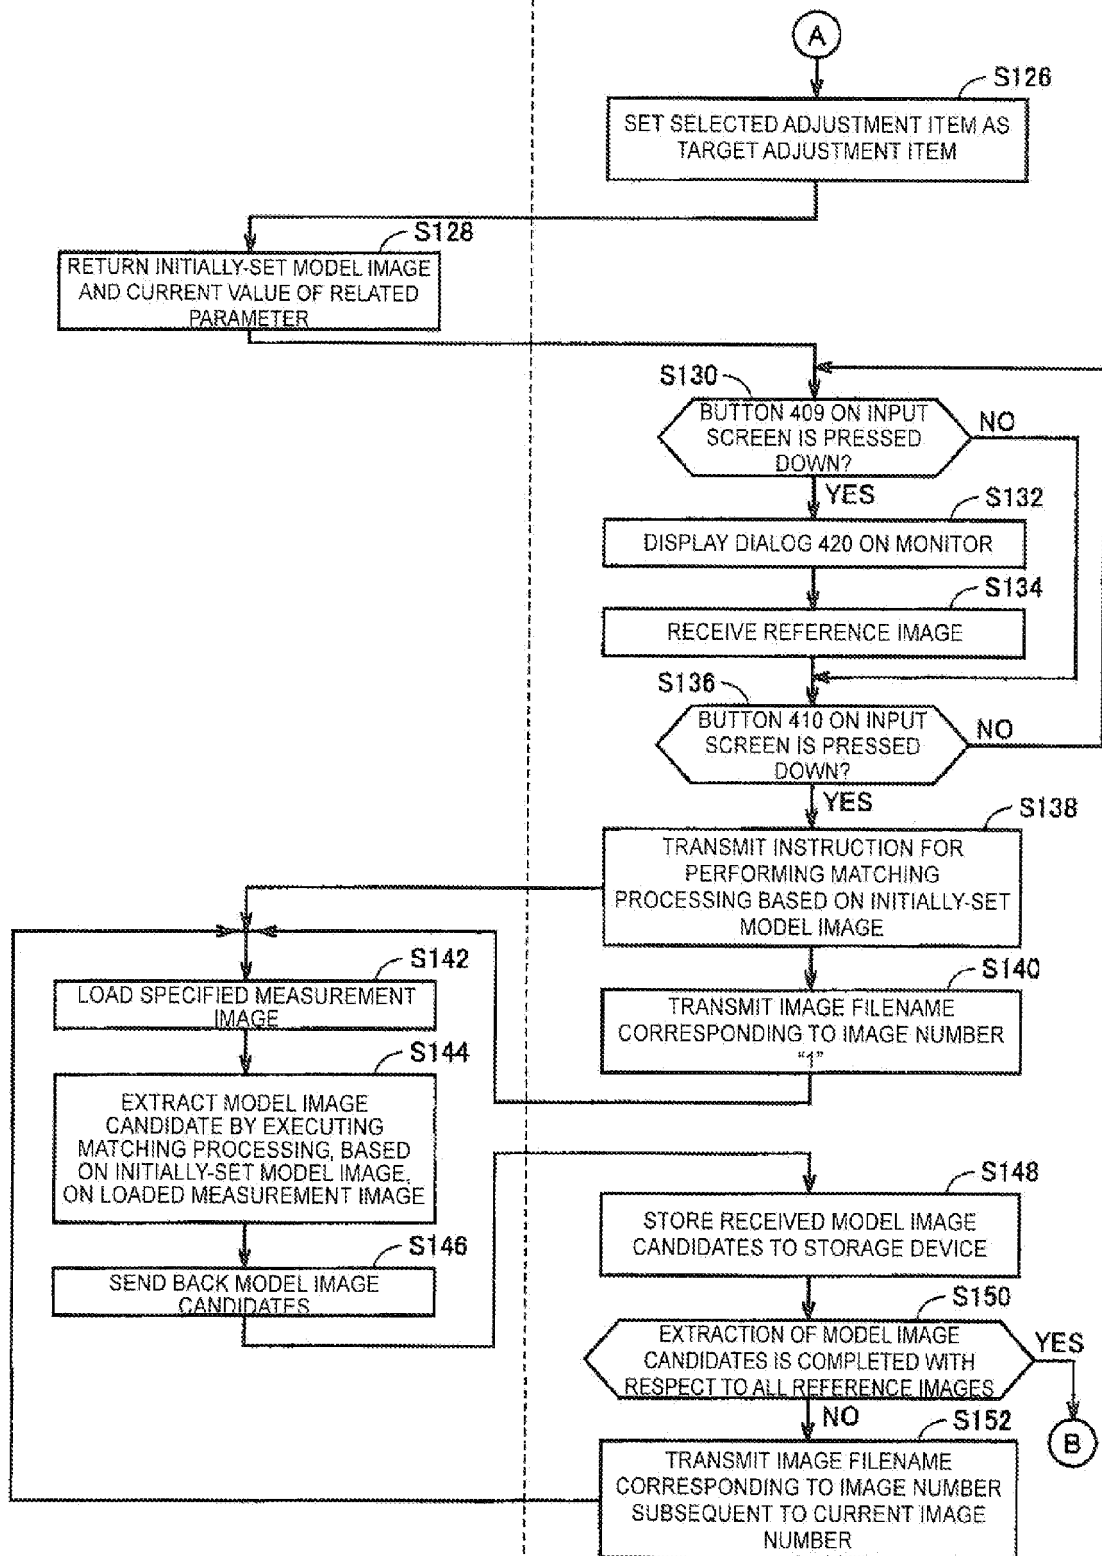 A
S126
SET SELECTED ADJUSTMENT ITEM AS
TARGET ADJUSTMENT ITEM
S128
RETURN INITIALLY-SET MODEL IMAGE
AND CURRENT VALUE OF RELATED
PARAMETER
S130
BUTTON 409 ON INPUT
SCREEN IS PRESSED
DOWN?
NO
YES
S132
DISPLAY DIALOG 420 ON MONITOR
S134
RECEIVE REFERENCE IMAGE
S136
BUTTON 410 ON INPUT
SCREEN IS PRESSED
DOWN?
NO
YES
S138
TRANSMIT INSTRUCTION FOR
PERFORMING MATCHING
PROCESSING BASED ON INITIALLY-SET
MODEL IMAGE
S140
TRANSMIT IMAGE FILENAME
CORRESPONDING TO IMAGE NUMBER
"1"
S142
LOAD SPECIFIED MEASUREMENT
IMAGE
S144
EXTRACT MODEL IMAGE
CANDIDATE BY EXECUTING
MATCHING PROCESSING, BASED
ON INITIALLY-SET MODEL IMAGE,
ON LOADED MEASUREMENT IMAGE
S146
SEND BACK MODEL IMAGE
CANDIDATES
S148
STORE RECEIVED MODEL IMAGE
CANDIDATES TO STORAGE DEVICE
S150
EXTRACTION OF MODEL IMAGE
CANDIDATES IS COMPLETED WITH
RESPECT TO ALL REFERENCE IMAGES
YES
NO
B
S152
TRANSMIT IMAGE FILENAME
CORRESPONDING TO IMAGE NUMBER
SUBSEQUENT TO CURRENT IMAGE
NUMBER